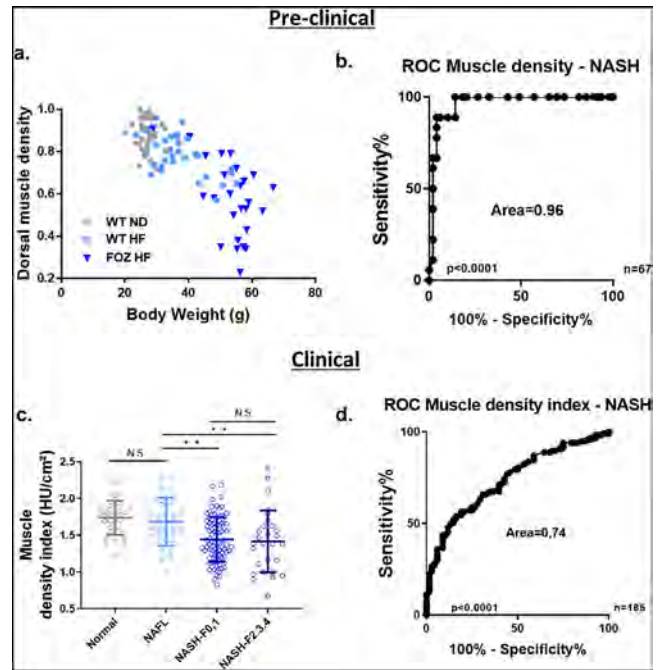 Pre-clinical
a.
b.
ROC Muscle density - NASH
Dorsal muscle density
1.0
0.8
0.6
0.4
0.2
WT ND
WT HF
FOZ HF
0
20
40
60
80
Body Weight (g)
Sensitivity%
100
50
0
Area=0.96
p<0.0001
n=67
0
50
100
100% - Specificity%
Clinical
c.
d.
ROC Muscle density index - NASH
NS
* *
* *
NS
Muscle
density index (HU/cm²)
2.5
2.0
1.5
1.0
0.5
Normal
NAFL
NASH-F0,1
NASH-F2,3,4
Sensitivity%
100
50
0
Area=0,74
p<0.0001
n=185
0
50
100
100% - Specificity%